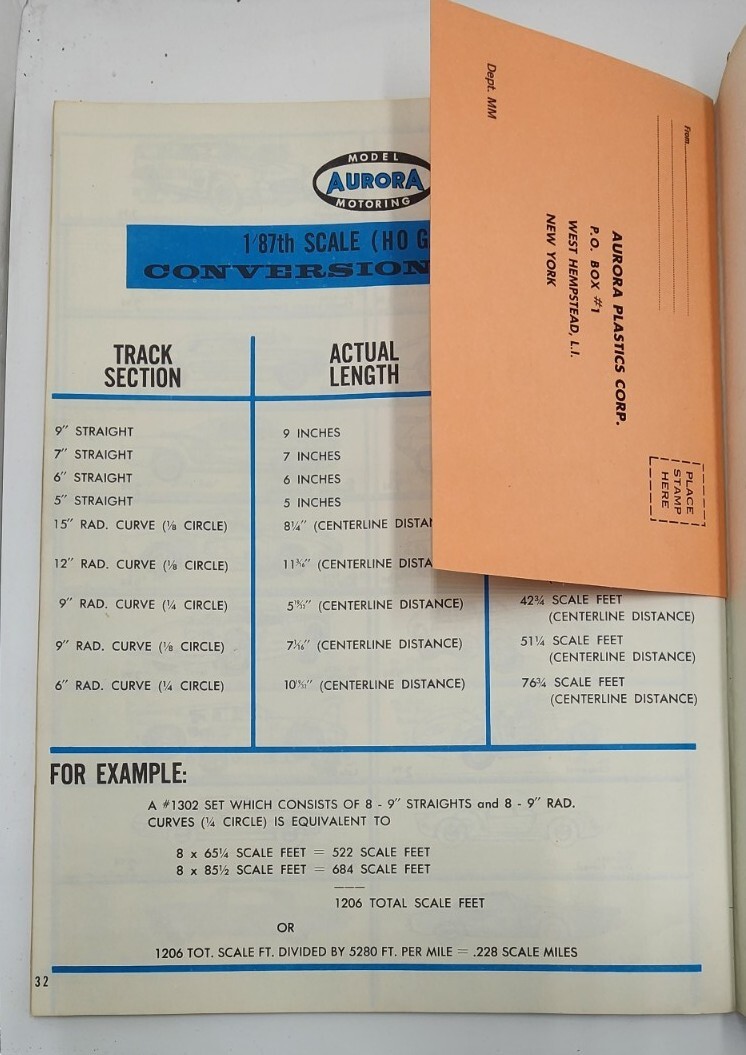 MODEL
AURORA
MOTORING
1/87th SCALE (HO G
CONVERSION
TRACK SECTION
ACTUAL LENGTH
9" STRAIGHT 9 INCHES
7" STRAIGHT 7 INCHES
6" STRAIGHT 6 INCHES
5" STRAIGHT 5 INCHES
15" RAD. CURVE (⅛ CIRCLE) 8¼" (CENTERLINE DISTAN
12" RAD. CURVE (⅛ CIRCLE) (CENTERLINE DISTA
9" RAD. CURVE (¼ CIRCLE) (CENTERLINE DISTANCE) 42¾ SCALE FEET
(CENTERLINE DISTANCE)
9" RAD. CURVE (⅛ CIRCLE) 7 1/16" (CENTERLINE DISTANCE) 51¼ SCALE FEET
(CENTERLINE DISTANCE)
6" RAD. CURVE (¼ CIRCLE) (CENTERLINE DISTANCE) 76¾ SCALE FEET
(CENTERLINE DISTANCE)
FOR EXAMPLE:
A #1302 SET WHICH CONSISTS OF 8 - 9" STRAIGHTS and 8 - 9" RAD.
CURVES (¼ CIRCLE) IS EQUIVALENT TO
8 x 65¼ SCALE FEET = 522 SCALE FEET
8 x 85½ SCALE FEET = 684 SCALE FEET
1206 TOTAL SCALE FEET
OR
1206 TOT. SCALE FT. DIVIDED BY 5280 FT. PER MILE = .228 SCALE MILES
32
Dept. MM
From
AURORA PLASTICS CORP.
P.O. BOX #1
WEST HEMPSTEAD, L.I.
NEW YORK
PLACE
STAMP
HERE